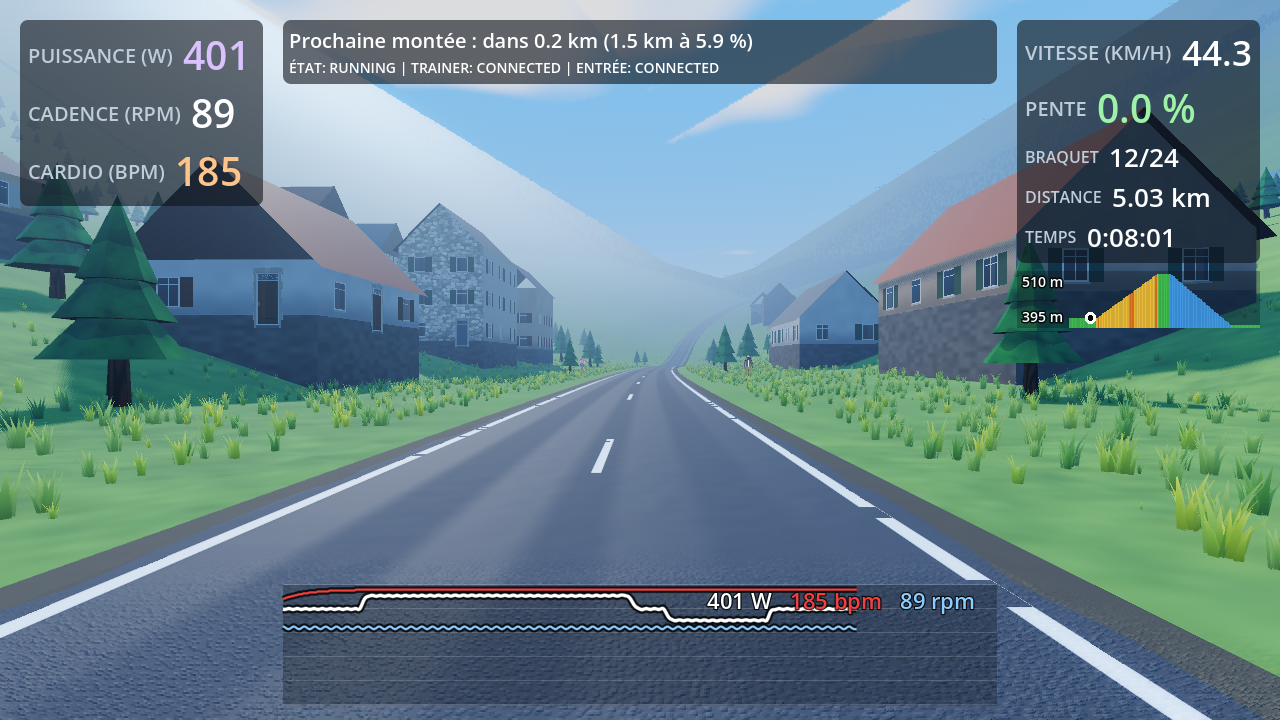 PUISSANCE (W) 401
CADENCE (RPM) 89
CARDIO (BPM) 185
Prochaine montée : dans 0.2 km (1.5 km à 5.9 %)
ÉTAT: RUNNING | TRAINER: CONNECTED | ENTRÉE: CONNECTED
VITESSE (KM/H) 44.3
PENTE 0.0 %
BRAQUET 12/24
DISTANCE 5.03 km
TEMPS 0:08:01
510 m
395 m
401 W 185 bpm 89 rpm